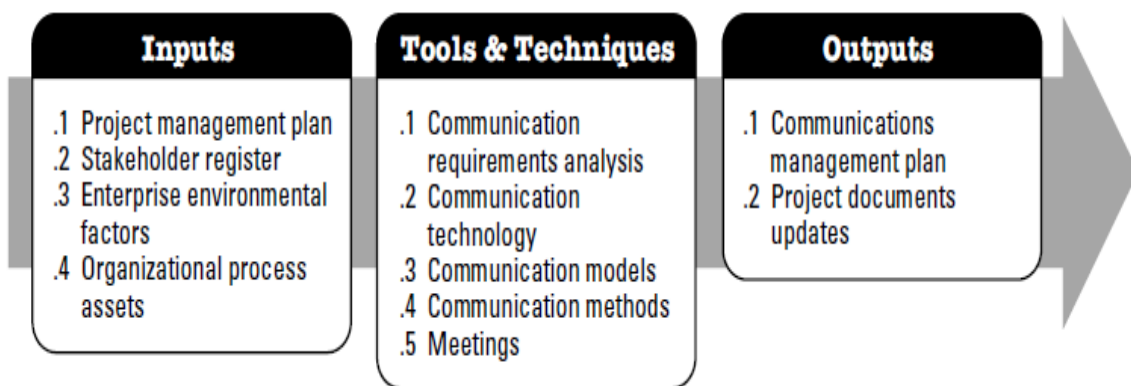 Inputs
.1 Project management plan
.2 Stakeholder register
.3 Enterprise environmental
factors
.4 Organizational process
assets
Tools & Techniques
.1 Communication
requirements analysis
.2 Communication
technology
.3 Communication models
.4 Communication methods
.5 Meetings
Outputs
.1 Communications
management plan
.2 Project documents
updates